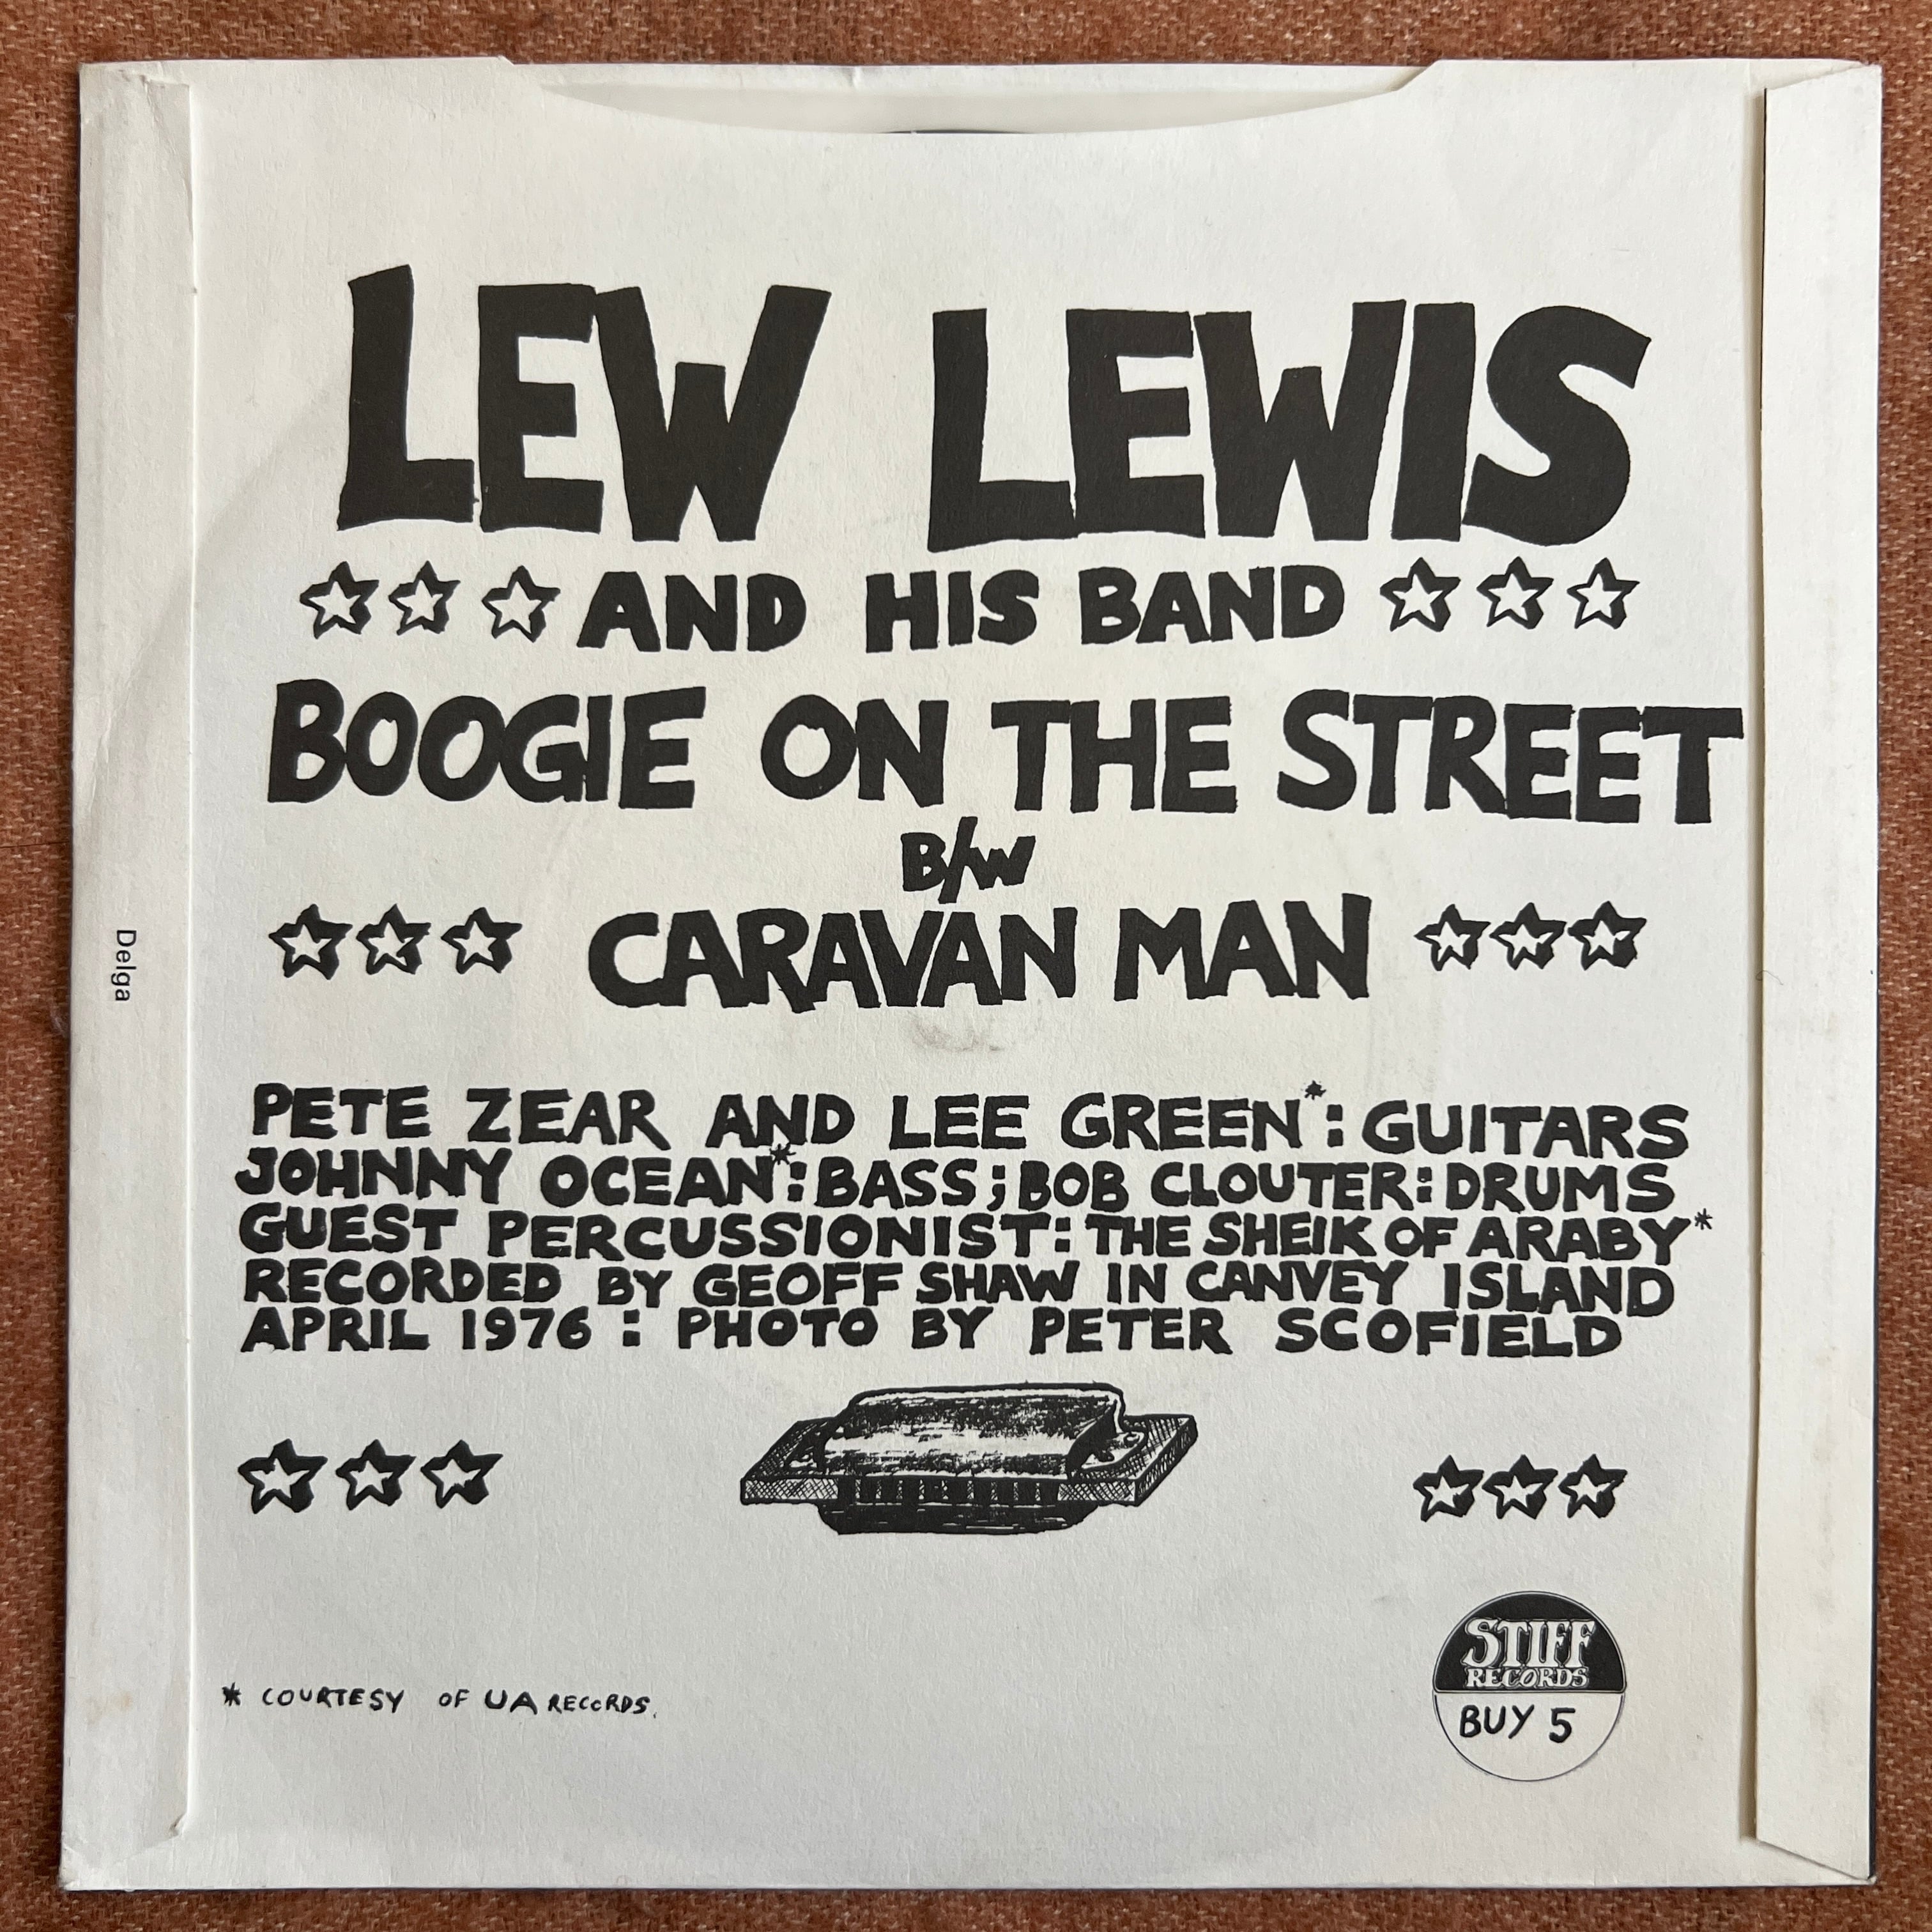 LEW LEWIS
AND HIS BAND
BOOGIE ON THE STREET
B/W
CARAVAN MAN
Delga
PETE ZEAR AND LEE GREEN*: GUITARS
JOHNNY OCEAN*: BASS; BOB CLOUTER: DRUMS
GUEST PERCUSSIONIST: THE SHEIK OF ARABY*
RECORDED BY GEOFF SHAW IN CANVEY ISLAND
APRIL 1976 : PHOTO BY PETER SCOFIELD
STIFF
RECORDS
BUY 5
* COURTESY OF UA RECORDS.